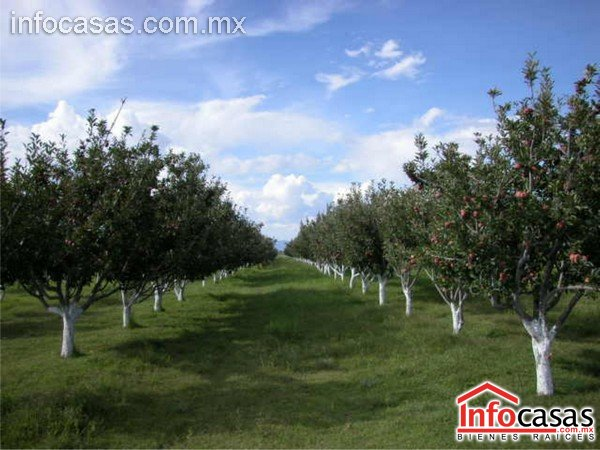 infocasas.com.mx
Infocasas
.com.mx
BIENES RAICES